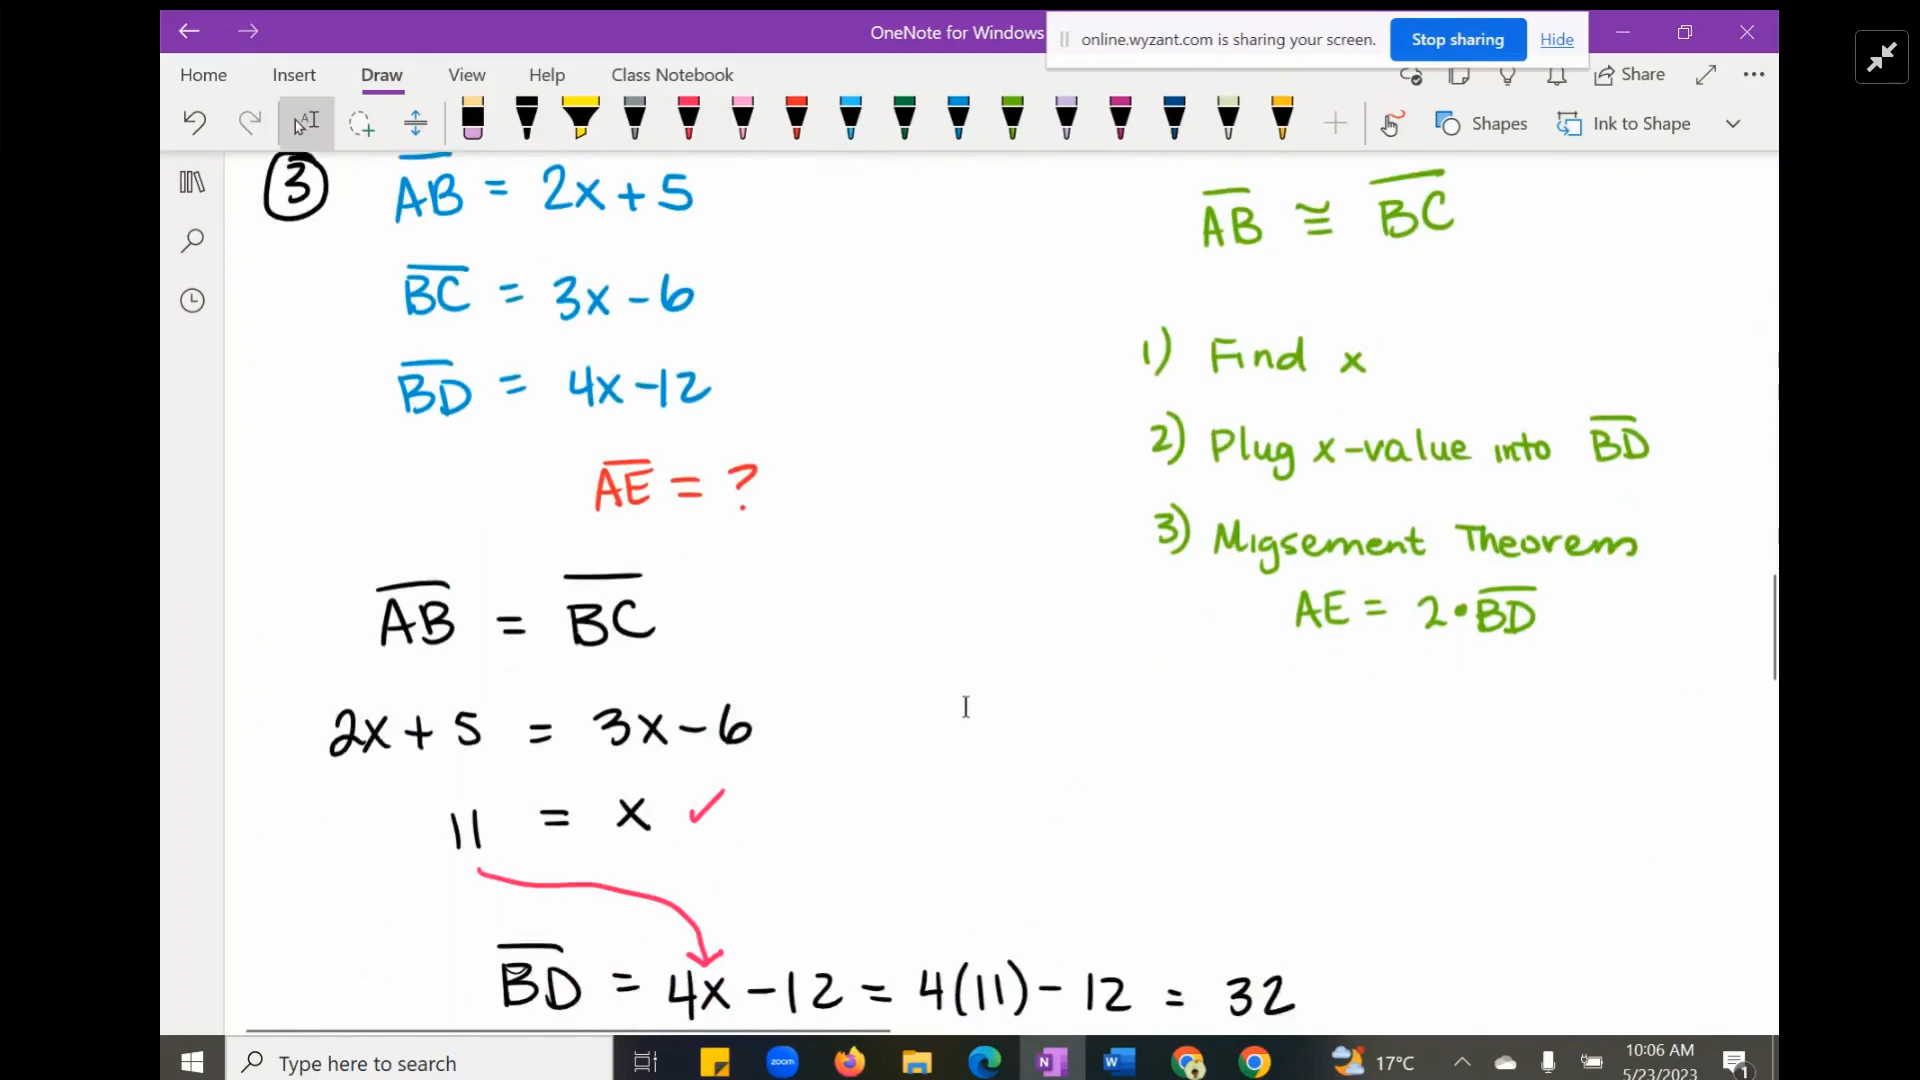 OneNote for Windows
online.wyzant.com is sharing your screen.
Stop sharing
Hide
Home
Insert
Draw
View
Help
Class Notebook
Share
Shapes
Ink to Shape
3
AB = 2x + 5
BC = 3x - 6
BD = 4x - 12
AE = ?
AB = BC
2x + 5 = 3x - 6
11 = x ✓
BD = 4x - 12 = 4(11) - 12 = 32
AB ≅ BC
1) Find x
2) Plug x-value into BD
3) Migsement Theorem
AE = 2 • BD
Type here to search
zoom
17°C
10:06 AM
5/23/2023
1